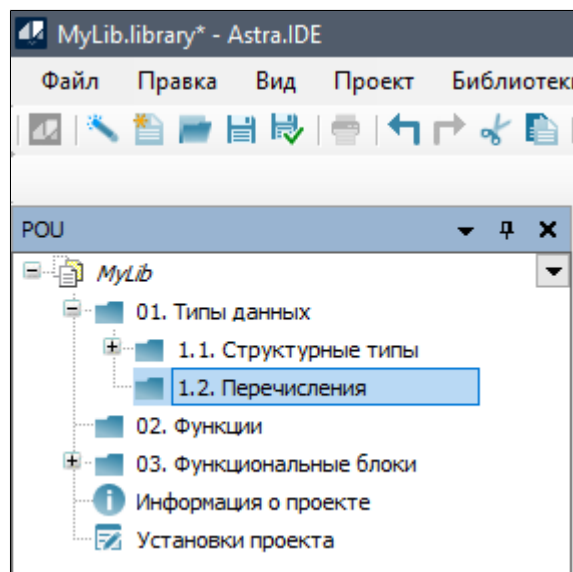 MyLib.library* - Astra.IDE
Файл Правка Вид Проект Библиотек
POU
MyLib
01. Типы данных
1.1. Структурные типы
1.2. Перечисления
02. Функции
03. Функциональные блоки
Информация о проекте
Установки проекта